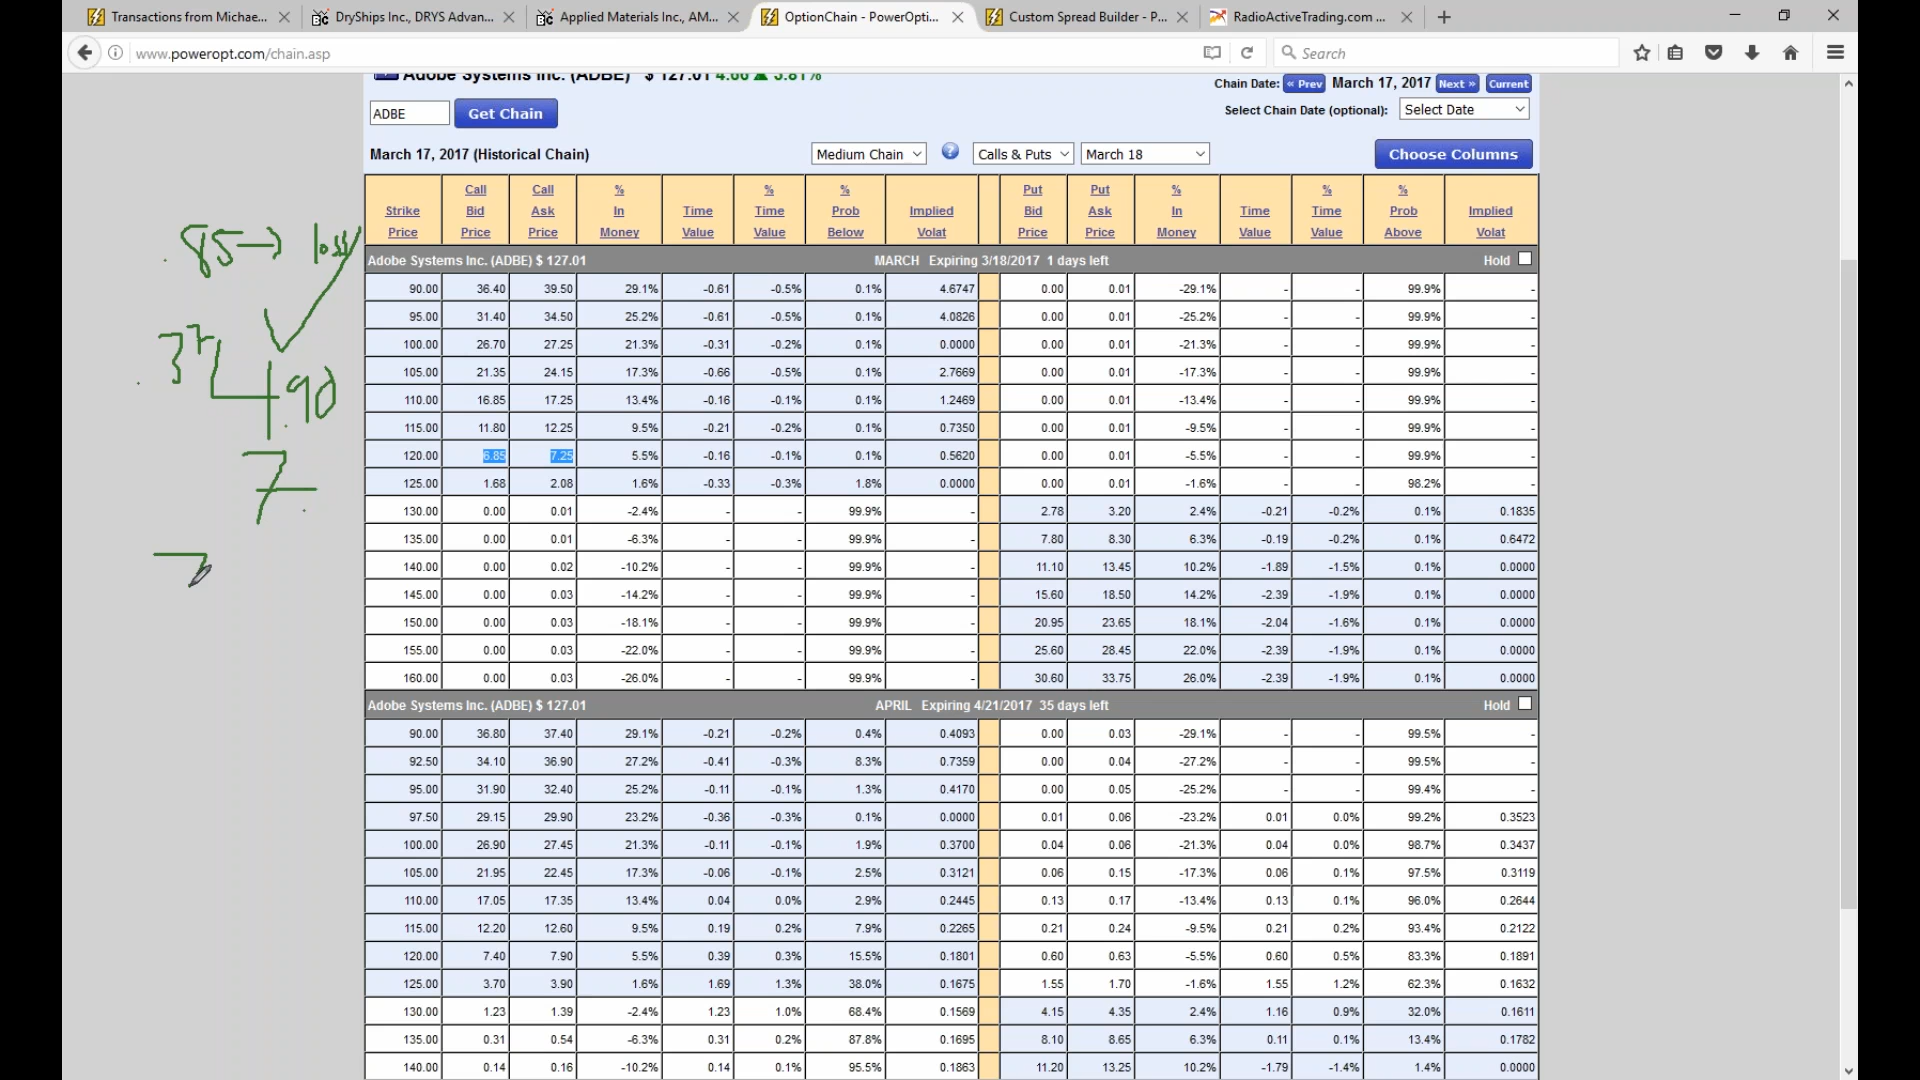 Transactions from Michae... × DryShips Inc., DRYS Advan... × Applied Materials Inc., AM... × OptionChain - PowerOpti... × Custom Spread Builder - P... × RadioActiveTrading.com ... ×
www.poweropt.com/chain.asp Search
Adobe Systems Inc. (ADBE) $ 127.01 4.66 3.81%
Chain Date: « Prev March 17, 2017 Next » Current
ADBE Get Chain Select Chain Date (optional): Select Date
March 17, 2017 (Historical Chain) Medium Chain ? Calls & Puts March 18 Choose Columns
Strike Price Call Bid Price Call Ask Price % In Money Time Value % Time Value % Prob Below Implied Volat Put Bid Price Put Ask Price % In Money Time Value % Time Value % Prob Above Implied Volat
Adobe Systems Inc. (ADBE) $ 127.01 MARCH Expiring 3/18/2017 1 days left Hold
90.00 36.40 39.50 29.1% -0.61 -0.5% 0.1% 4.6747 0.00 0.01 -29.1% - - 99.9% -
95.00 31.40 34.50 25.2% -0.61 -0.5% 0.1% 4.0826 0.00 0.01 -25.2% - - 99.9% -
100.00 26.70 27.25 21.3% -0.31 -0.2% 0.1% 0.0000 0.00 0.01 -21.3% - - 99.9% -
105.00 21.35 24.15 17.3% -0.66 -0.5% 0.1% 2.7669 0.00 0.01 -17.3% - - 99.9% -
110.00 16.85 17.25 13.4% -0.16 -0.1% 0.1% 1.2469 0.00 0.01 -13.4% - - 99.9% -
115.00 11.80 12.25 9.5% -0.21 -0.2% 0.1% 0.7350 0.00 0.01 -9.5% - - 99.9% -
120.00 6.85 7.25 5.5% -0.16 -0.1% 0.1% 0.5620 0.00 0.01 -5.5% - - 99.9% -
125.00 1.68 2.08 1.6% -0.33 -0.3% 1.8% 0.0000 0.00 0.01 -1.6% - - 98.2% -
130.00 0.00 0.01 -2.4% - - 99.9% - 2.78 3.20 2.4% -0.21 -0.2% 0.1% 0.1835
135.00 0.00 0.01 -6.3% - - 99.9% - 7.80 8.30 6.3% -0.19 -0.2% 0.1% 0.6472
140.00 0.00 0.02 -10.2% - - 99.9% - 11.10 13.45 10.2% -1.89 -1.5% 0.1% 0.0000
145.00 0.00 0.03 -14.2% - - 99.9% - 15.60 18.50 14.2% -2.39 -1.9% 0.1% 0.0000
150.00 0.00 0.03 -18.1% - - 99.9% - 20.95 23.65 18.1% -2.04 -1.6% 0.1% 0.0000
155.00 0.00 0.03 -22.0% - - 99.9% - 25.60 28.45 22.0% -2.39 -1.9% 0.1% 0.0000
160.00 0.00 0.03 -26.0% - - 99.9% - 30.60 33.75 26.0% -2.39 -1.9% 0.1% 0.0000
Adobe Systems Inc. (ADBE) $ 127.01 APRIL Expiring 4/21/2017 35 days left Hold
90.00 36.80 37.40 29.1% -0.21 -0.2% 0.4% 0.4093 0.00 0.03 -29.1% - - 99.5% -
92.50 34.10 36.90 27.2% -0.41 -0.3% 8.3% 0.7359 0.00 0.04 -27.2% - - 99.5% -
95.00 31.90 32.40 25.2% -0.11 -0.1% 1.3% 0.4170 0.00 0.05 -25.2% - - 99.4% -
97.50 29.15 29.90 23.2% -0.36 -0.3% 0.1% 0.0000 0.01 0.06 -23.2% 0.01 0.0% 99.2% 0.3523
100.00 26.90 27.45 21.3% -0.11 -0.1% 1.9% 0.3700 0.04 0.06 -21.3% 0.04 0.0% 98.7% 0.3437
105.00 21.95 22.45 17.3% -0.06 -0.1% 2.5% 0.3121 0.06 0.15 -17.3% 0.06 0.1% 97.5% 0.3119
110.00 17.05 17.35 13.4% 0.04 0.0% 2.9% 0.2445 0.13 0.17 -13.4% 0.13 0.1% 96.0% 0.2644
115.00 12.20 12.60 9.5% 0.19 0.2% 7.9% 0.2265 0.21 0.24 -9.5% 0.21 0.2% 93.4% 0.2122
120.00 7.40 7.90 5.5% 0.39 0.3% 15.5% 0.1801 0.60 0.63 -5.5% 0.60 0.5% 83.3% 0.1891
125.00 3.70 3.90 1.6% 1.69 1.3% 38.0% 0.1675 1.55 1.70 -1.6% 1.55 1.2% 62.3% 0.1632
130.00 1.23 1.39 -2.4% 1.23 1.0% 68.4% 0.1569 4.15 4.35 2.4% 1.16 0.9% 32.0% 0.1611
135.00 0.31 0.54 -6.3% 0.31 0.2% 87.8% 0.1695 8.10 8.65 6.3% 0.11 0.1% 13.4% 0.1782
140.00 0.14 0.16 -10.2% 0.14 0.1% 95.5% 0.1863 11.20 13.25 10.2% -1.79 -1.4% 0.1% 0.0000
.85→ loss
.37
4.90
7.